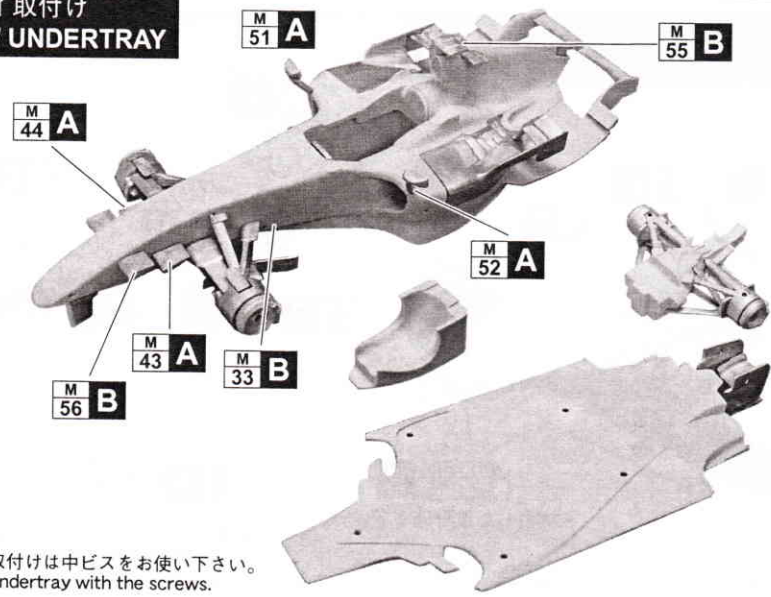 取付け
UNDERTRAY
M 51 A
M 55 B
M 44 A
M 52 A
M 43 A
M 33 B
M 56 B
取付けは中ビスをお使い下さい。
ndertray with the screws.